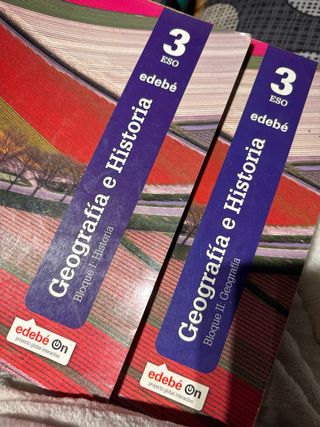 3
ESO
edebé
Geografía e Historia
Bloque I: Historia
edebé On
proyecto global interactivo
3
ESO
edebé
Geografía e Historia
Bloque II: Geografía
edebé On
proyecto global interactivo